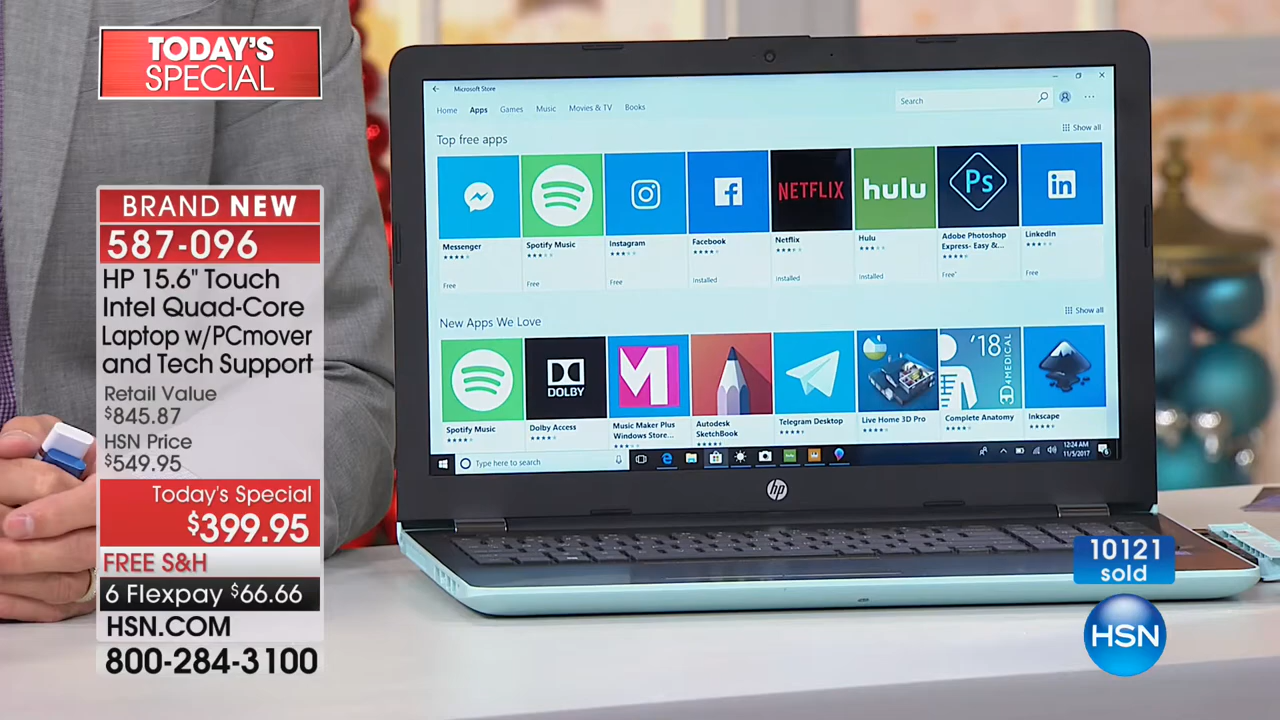 TODAY'S
SPECIAL
BRAND NEW
587-096
HP 15.6" Touch
Intel Quad-Core
Laptop w/PCmover
and Tech Support
Retail Value
$845.87
HSN Price
$549.95
Today's Special
$399.95
FREE S&H
6 Flexpay $66.66
HSN.COM
800-284-3100
Microsoft Store
Home Apps Games Music Movies & TV Books
Search
Top free apps
Show all
NETFLIX
hulu
Ps
in
Messenger
Spotify Music
Instagram
Facebook
Netflix
Hulu
Adobe Photoshop
Express- Easy &...
LinkedIn
Free
Free
Free
Installed
Installed
Installed
Free+
Free
New Apps We Love
Show all
DOLBY
M
'18
3D4MEDICAL
Spotify Music
Dolby Access
Music Maker Plus
Windows Store...
Autodesk
SketchBook
Telegram Desktop
Live Home 3D Pro
Complete Anatomy
Inkscape
Type here to search
12:24 AM
11/5/2017
hp
10121
sold
HSN